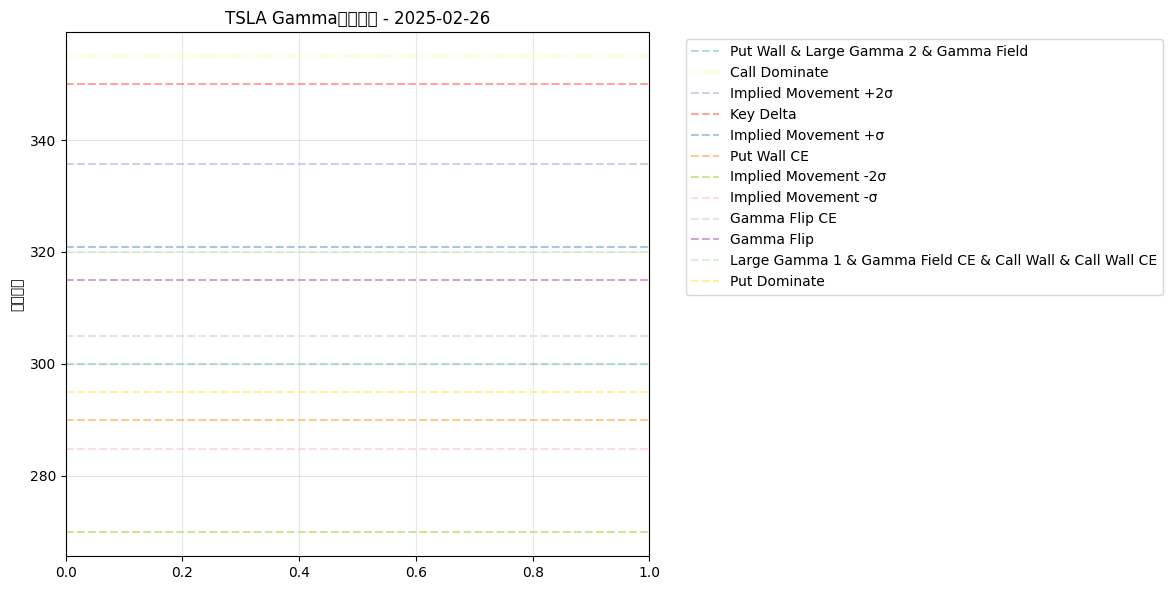 TSLA Gamma - 2025-02-26
340
320
300
280
0.0 0.2 0.4 0.6 0.8 1.0
Put Wall & Large Gamma 2 & Gamma Field
Call Dominate
Implied Movement +2σ
Key Delta
Implied Movement +σ
Put Wall CE
Implied Movement -2σ
Implied Movement -σ
Gamma Flip CE
Gamma Flip
Large Gamma 1 & Gamma Field CE & Call Wall & Call Wall CE
Put Dominate